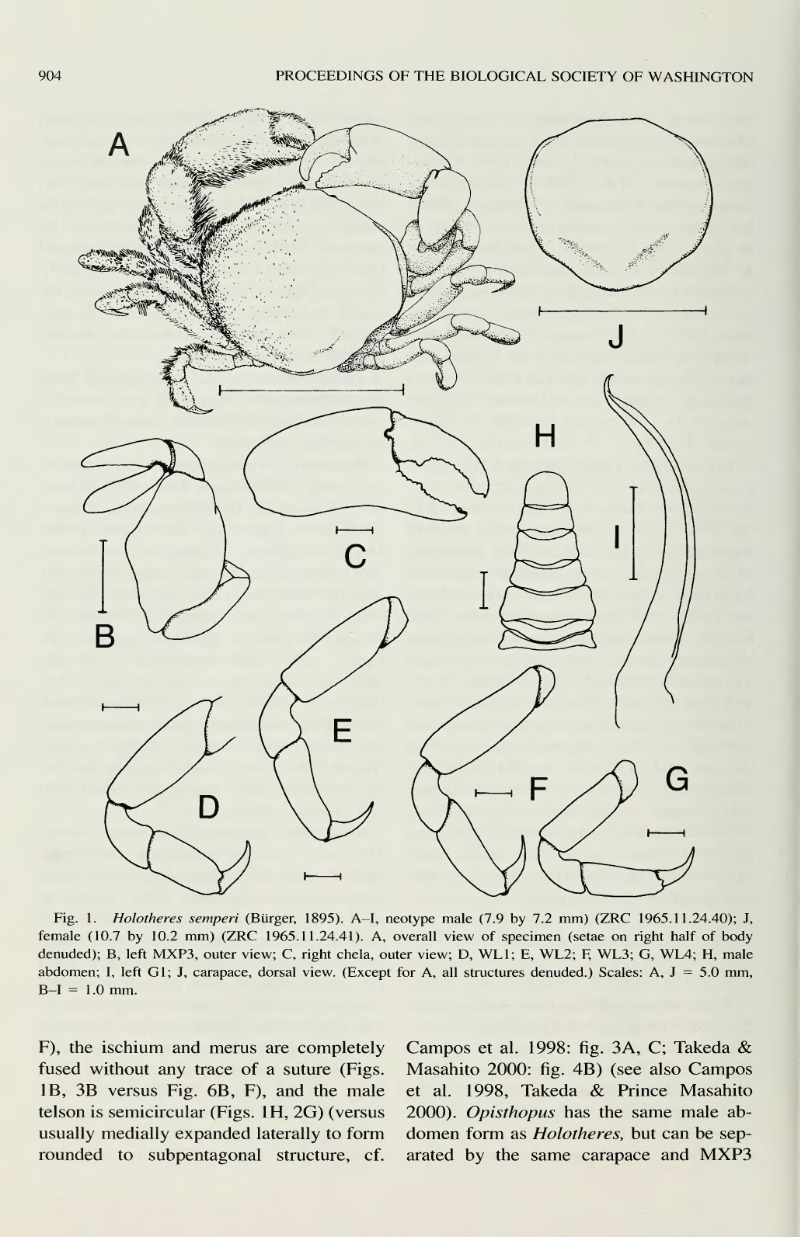 904
PROCEEDINGS OF THE BIOLOGICAL SOCIETY OF WASHINGTON
A
J
H
I
C
B
E
D
F
G
Fig. 1. Holotheres semperi (Bürger, 1895). A–I, neotype male (7.9 by 7.2 mm) (ZRC 1965.11.24.40); J,
female (10.7 by 10.2 mm) (ZRC 1965.11.24.41). A, overall view of specimen (setae on right half of body
denuded); B, left MXP3, outer view; C, right chela, outer view; D, WL1; E, WL2; F, WL3; G, WL4; H, male
abdomen; I, left G1; J, carapace, dorsal view. (Except for A, all structures denuded.) Scales: A, J = 5.0 mm,
B–I = 1.0 mm.
F), the ischium and merus are completely
fused without any trace of a suture (Figs.
1B, 3B versus Fig. 6B, F), and the male
telson is semicircular (Figs. 1H, 2G) (versus
usually medially expanded laterally to form
rounded to subpentagonal structure, cf.
Campos et al. 1998: fig. 3A, C; Takeda &
Masahito 2000: fig. 4B) (see also Campos
et al. 1998, Takeda & Prince Masahito
2000). Opisthopus has the same male ab-
domen form as Holotheres, but can be sep-
arated by the same carapace and MXP3